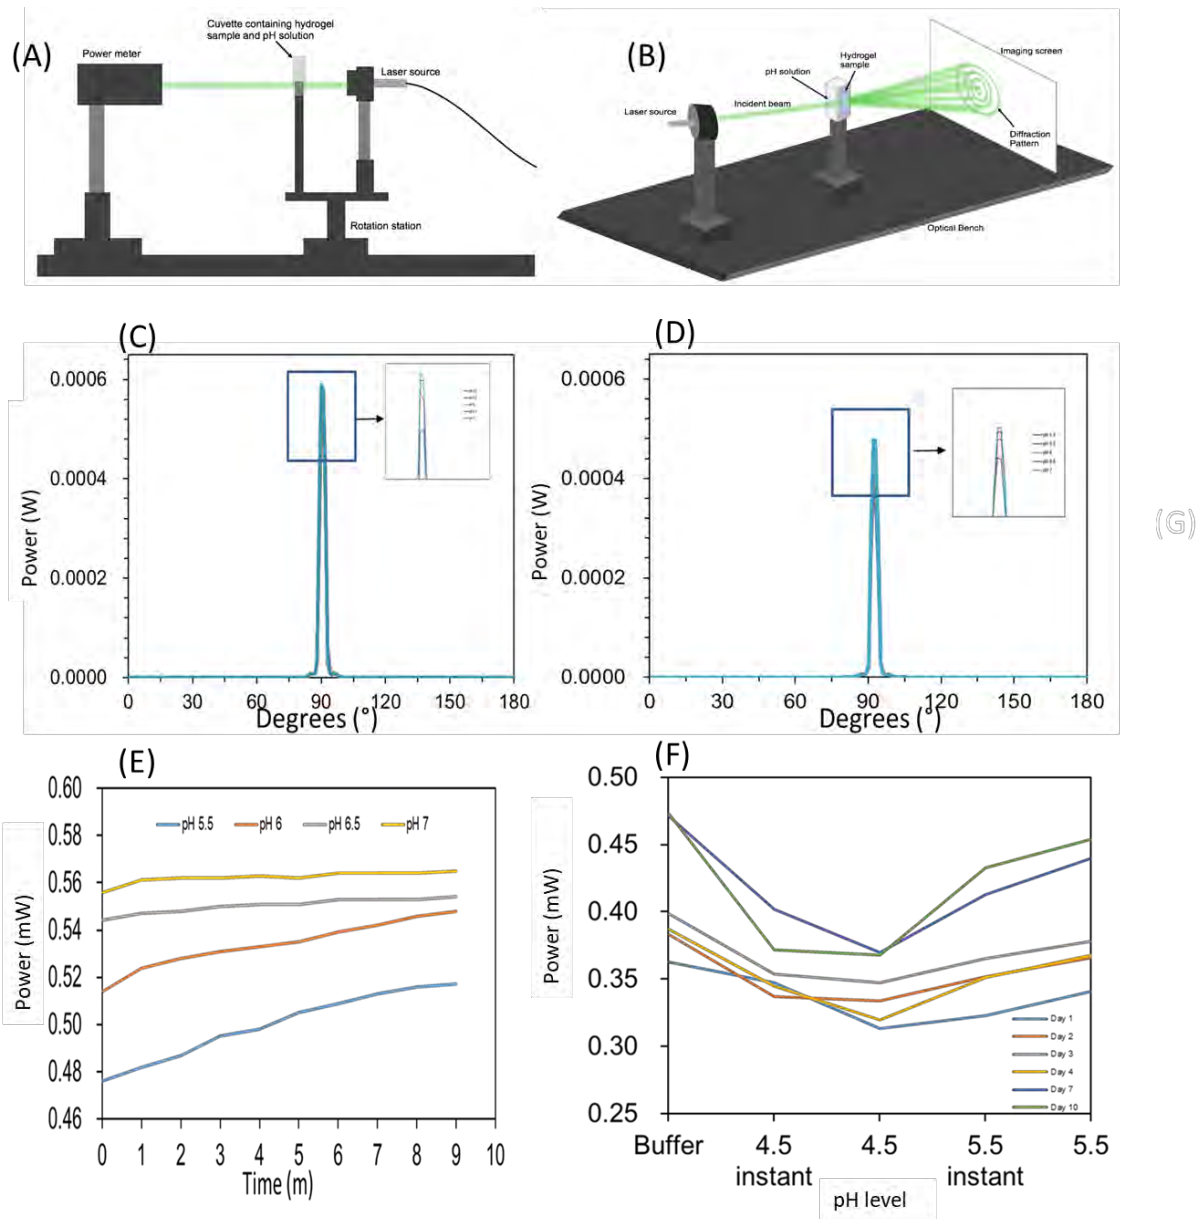 (A)
Cuvette containing hydrogel
sample and pH solution
Power meter
Laser source
Rotation station
(B)
Imaging screen
Hydrogel
sample
pH solution
Incident beam
Laser source
Diffraction
Pattern
Optical Bench
(C)
Power (W)
0.0006
0.0004
0.0002
0.0000
0 30 60 90 120 150 180
Degrees (°)
(D)
Power (W)
0.0006
0.0004
0.0002
0.0000
pH 7
0 30 60 90 120 150 180
Degrees (°)
(G)
(E)
Power (mW)
0.60
0.58
0.56
0.54
0.52
0.50
0.48
0.46
pH 5.5 pH 6 pH 6.5 pH 7
0 1 2 3 4 5 6 7 8 9 10
Time (m)
(F)
Power (mW)
0.50
0.45
0.40
0.35
0.30
0.25
Day 1
Day 2
Day 3
Day 4
Day 7
Day 10
Buffer 4.5 4.5 5.5 5.5
instant instant
pH level